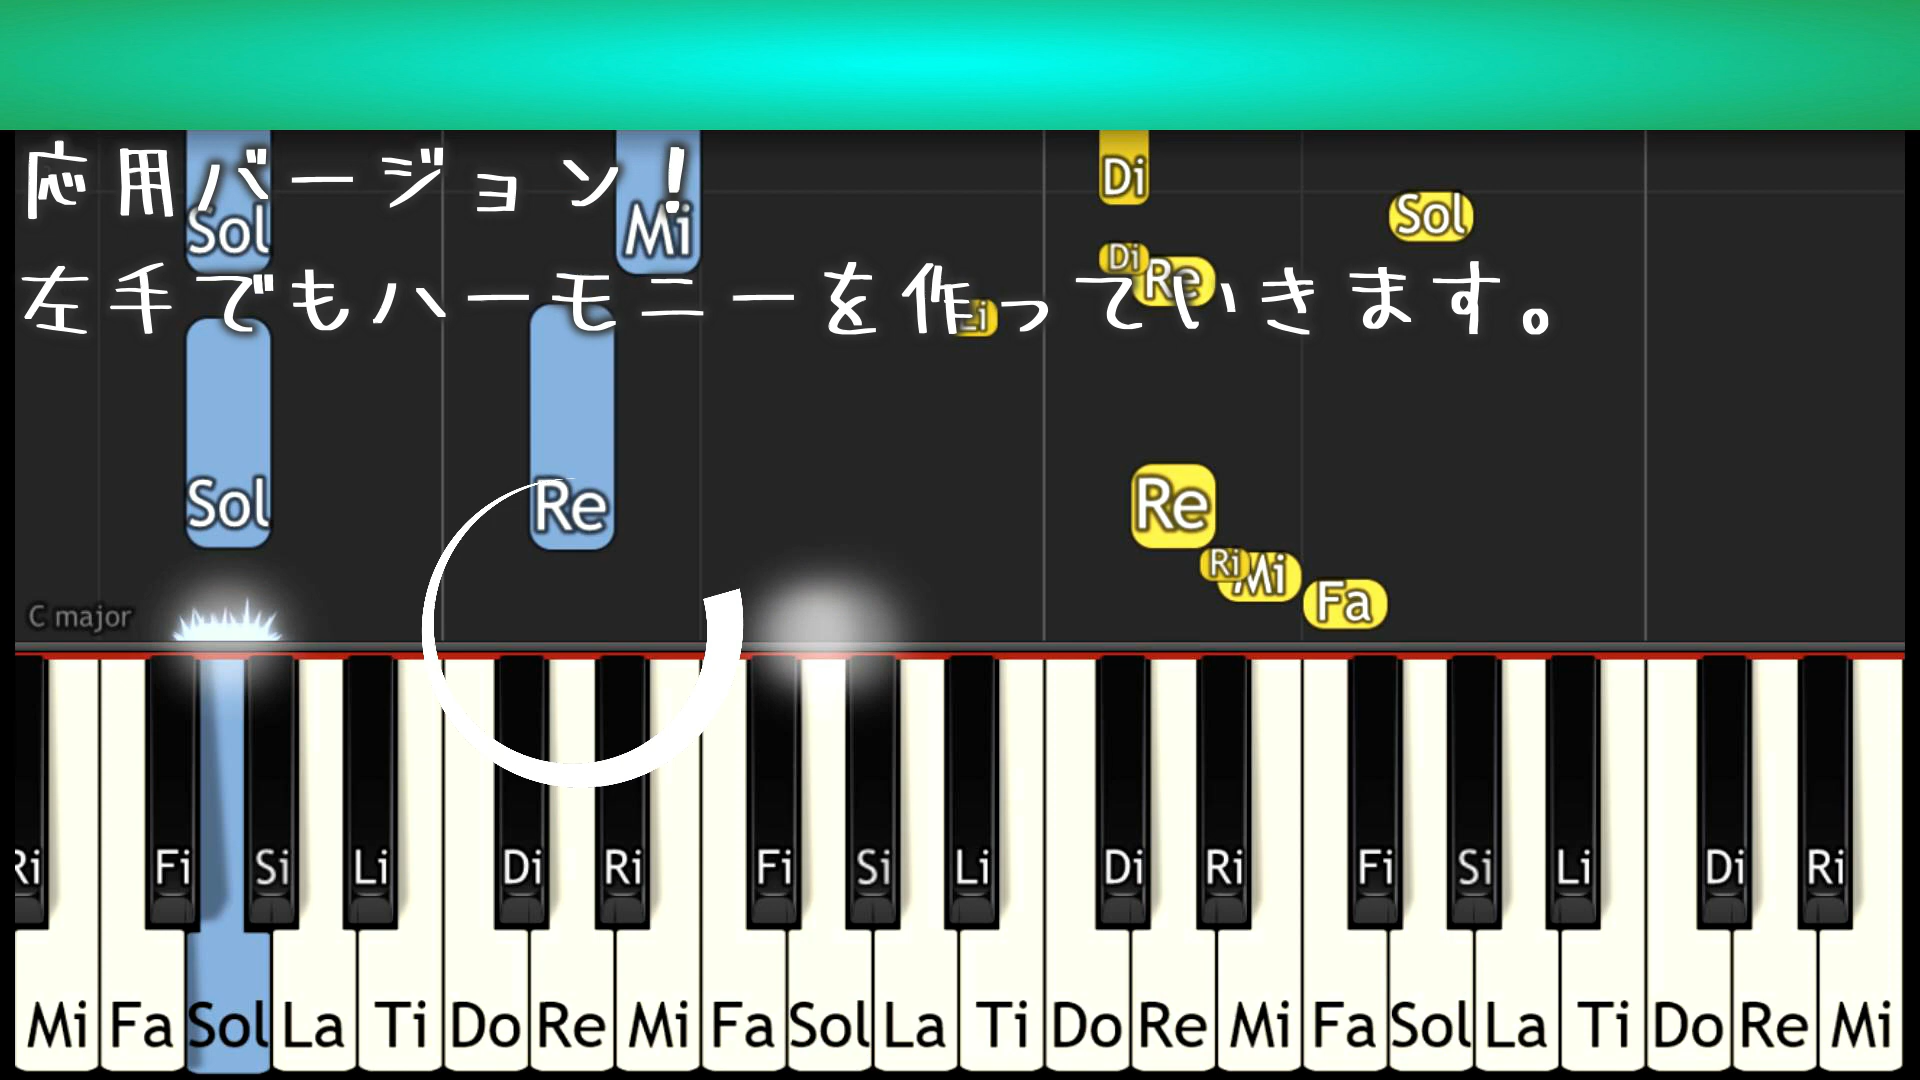 応用バージョン！
左手でもハーモニーを作っていきます。
Di
Sol Mi Sol
Di Re
Li
Sol Re Re
Ri Mi
Fa
C major
Ri Fi Si Li Di Ri Fi Si Li Di Ri Fi Si Li Di Ri
Mi Fa Sol La Ti Do Re Mi Fa Sol La Ti Do Re Mi Fa Sol La Ti Do Re Mi